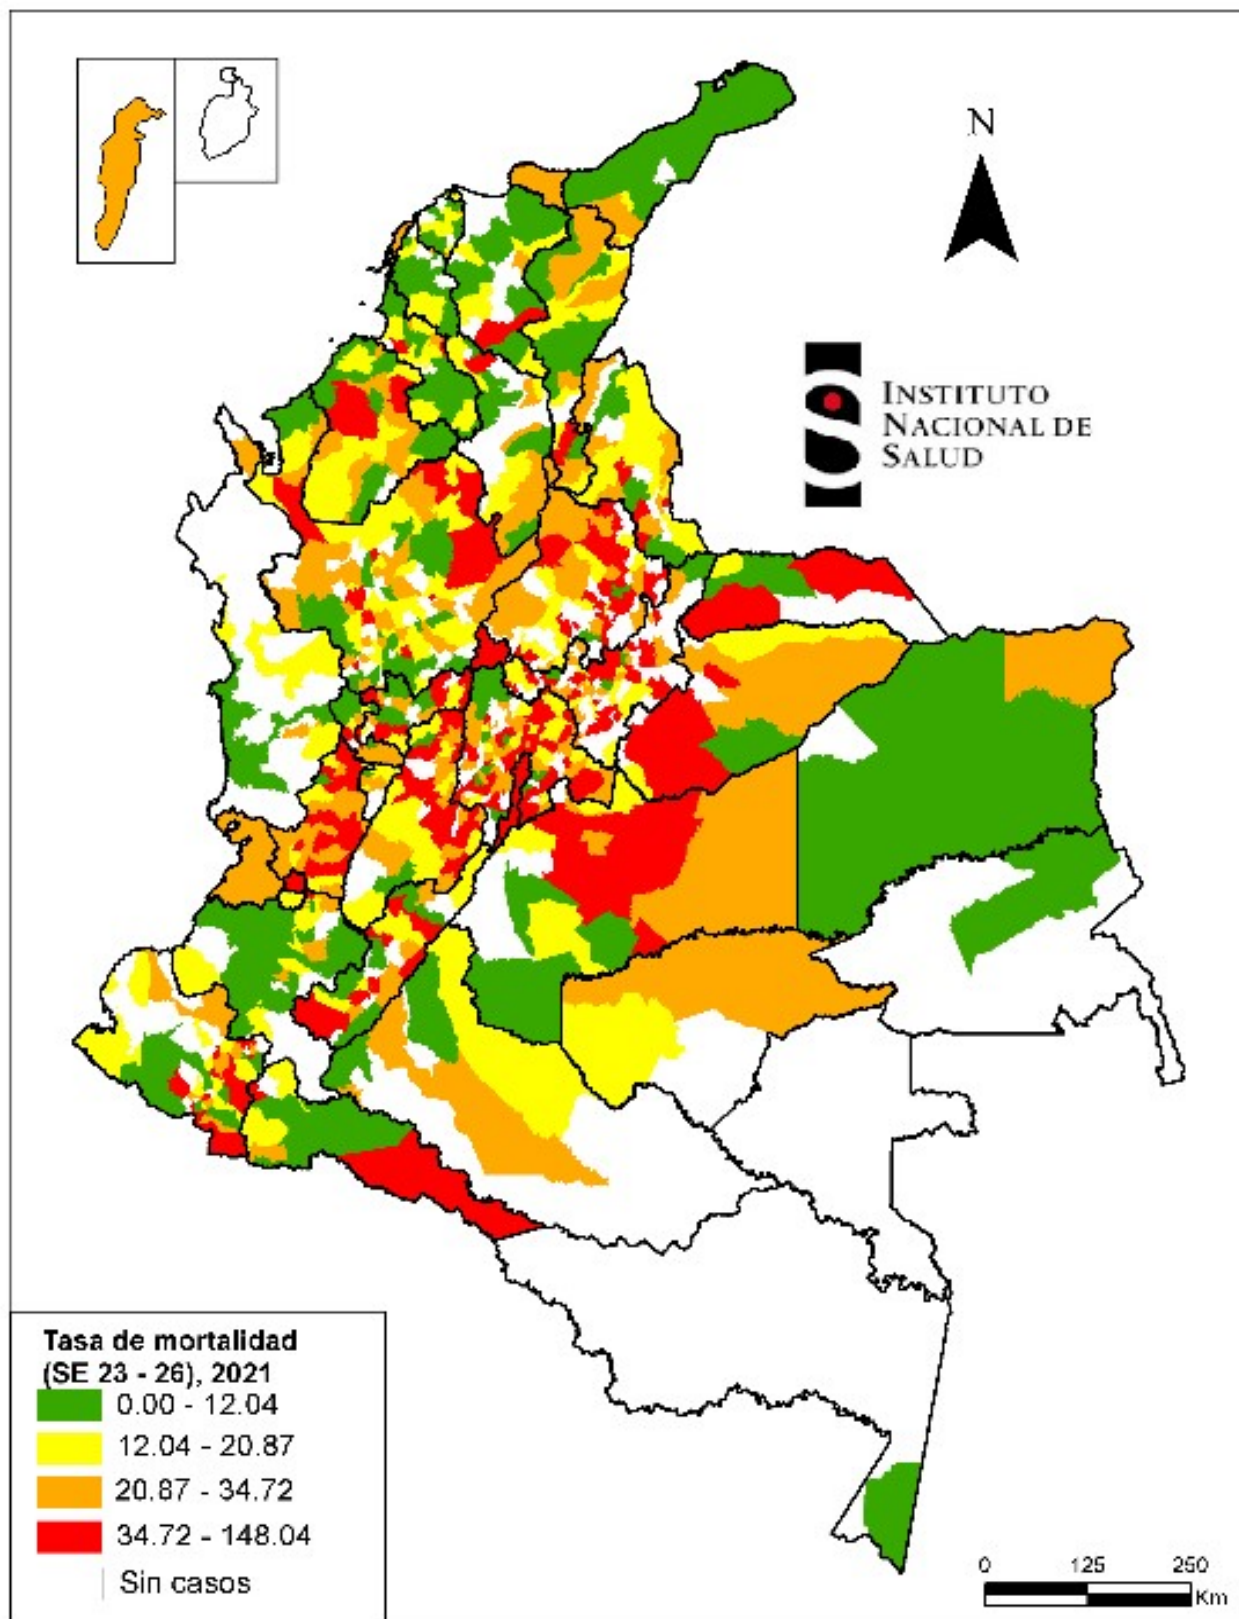 N
INSTITUTO
NACIONAL DE
SALUD
Tasa de mortalidad
(SE 23 - 26), 2021
0.00 - 12.04
12.04 - 20.87
20.87 - 34.72
34.72 - 148.04
Sin casos
0 125 250
Km